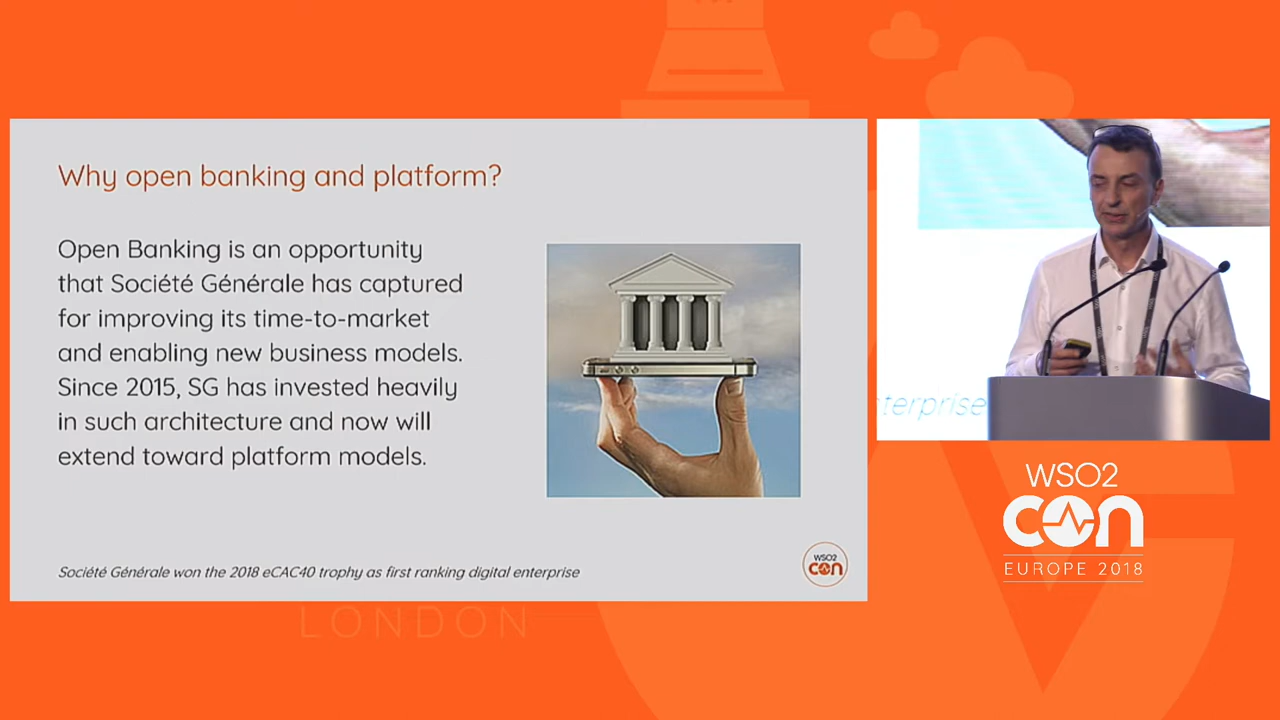 Why open banking and platform?
Open Banking is an opportunity
that Société Générale has captured
for improving its time-to-market
and enabling new business models.
Since 2015, SG has invested heavily
in such architecture and now will
extend toward platform models.
Société Générale won the 2018 eCAC40 trophy as first ranking digital enterprise
WSO2
con
terprise
WSO2
con
EUROPE 2018
LONDON